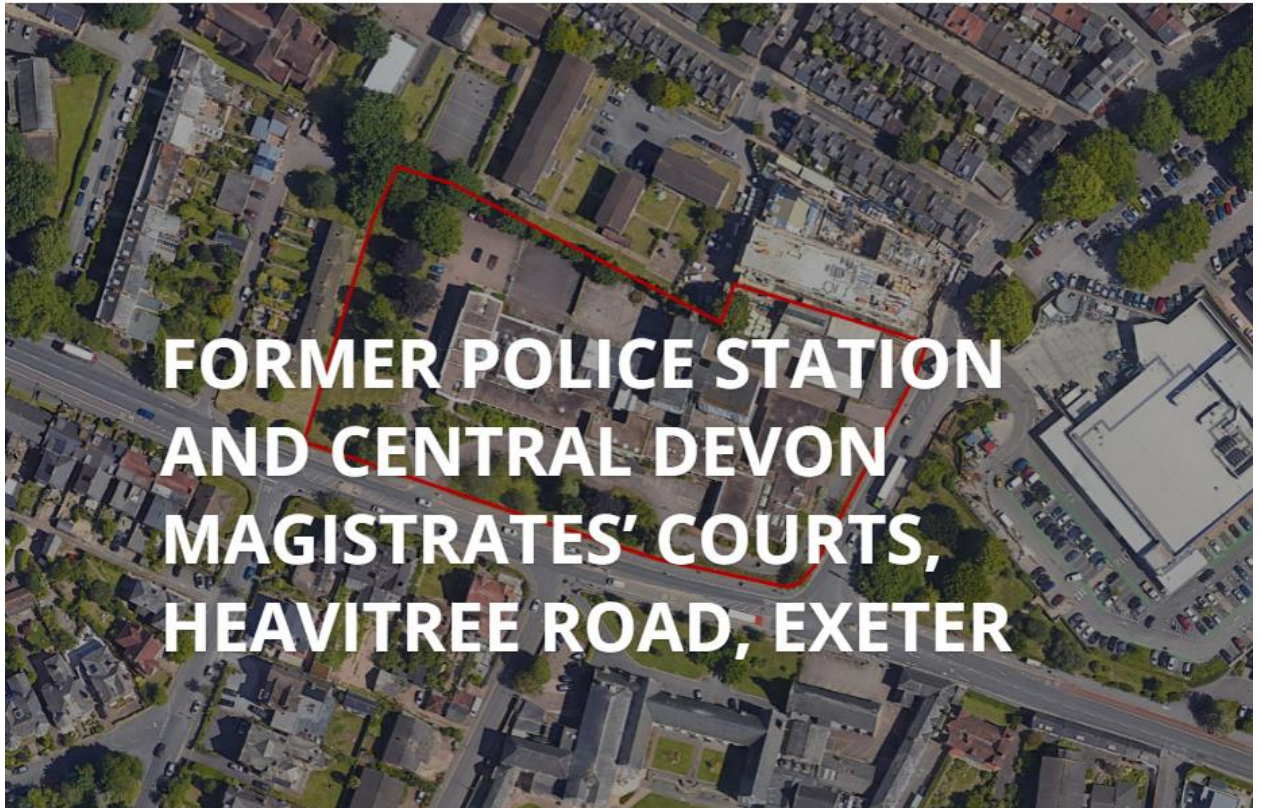 FORMER POLICE STATION
AND CENTRAL DEVON
MAGISTRATES’ COURTS,
HEAVITREE ROAD, EXETER